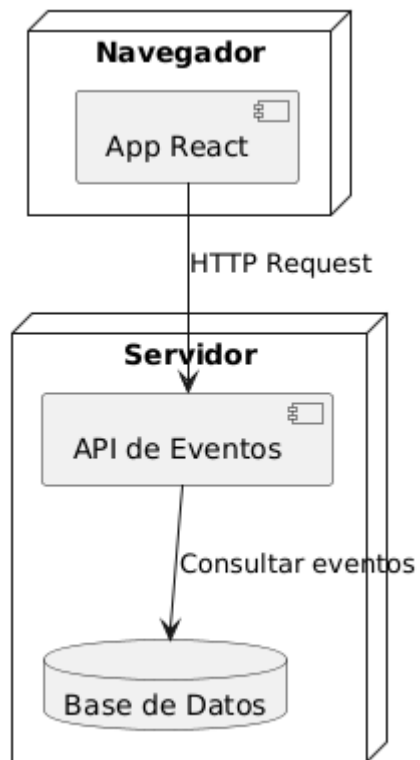 Navegador
App React
HTTP Request
Servidor
API de Eventos
Consultar eventos
Base de Datos